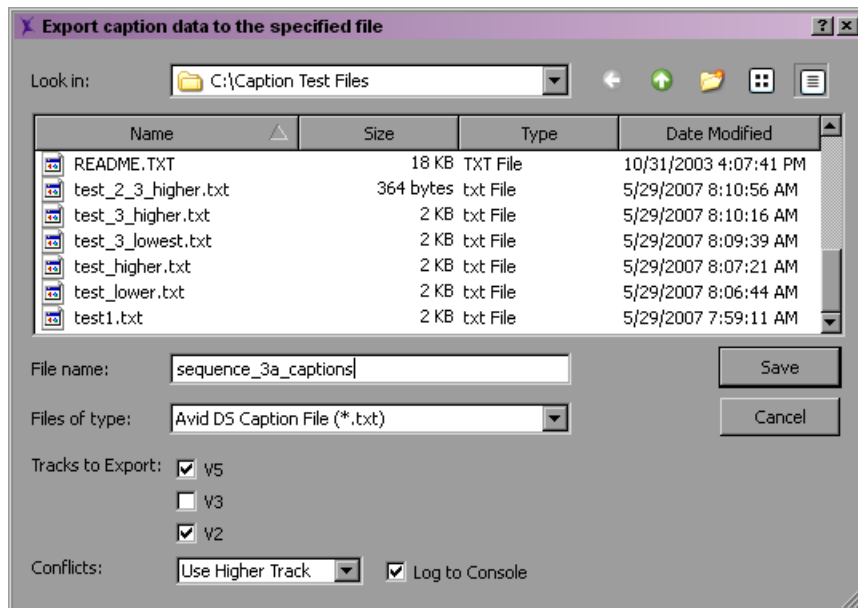 Export caption data to the specified file
Look in: C:\Caption Test Files
Name Size Type Date Modified
README.TXT 18 KB TXT File 10/31/2003 4:07:41 PM
test_2_3_higher.txt 364 bytes txt File 5/29/2007 8:10:56 AM
test_3_higher.txt 2 KB txt File 5/29/2007 8:10:16 AM
test_3_lowest.txt 2 KB txt File 5/29/2007 8:09:39 AM
test_higher.txt 2 KB txt File 5/29/2007 8:07:21 AM
test_lower.txt 2 KB txt File 5/29/2007 8:06:44 AM
test1.txt 2 KB txt File 5/29/2007 7:59:11 AM
File name: sequence_3a_captions Save
Files of type: Avid DS Caption File (*.txt) Cancel
Tracks to Export: V5
V3
V2
Conflicts: Use Higher Track Log to Console